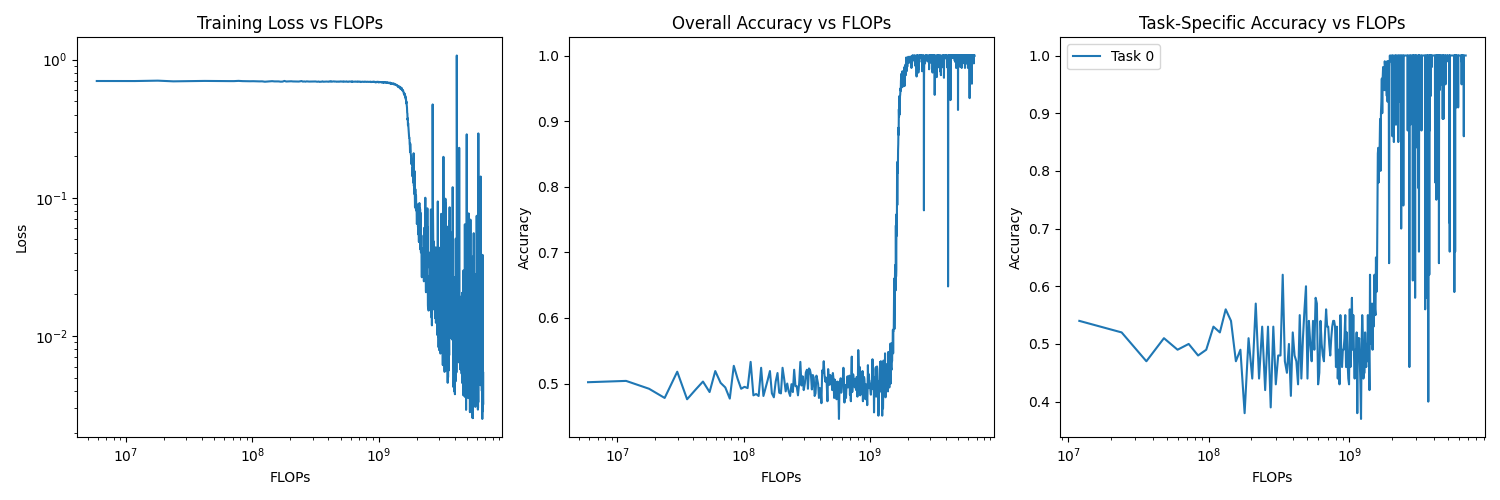 Training Loss vs FLOPs
10⁰
10⁻¹
10⁻²
Loss
10⁷
10⁸
10⁹
FLOPs
Overall Accuracy vs FLOPs
1.0
0.9
0.8
0.7
0.6
0.5
Accuracy
10⁷
10⁸
10⁹
FLOPs
Task-Specific Accuracy vs FLOPs
Task 0
1.0
0.9
0.8
0.7
0.6
0.5
0.4
Accuracy
10⁷
10⁸
10⁹
FLOPs